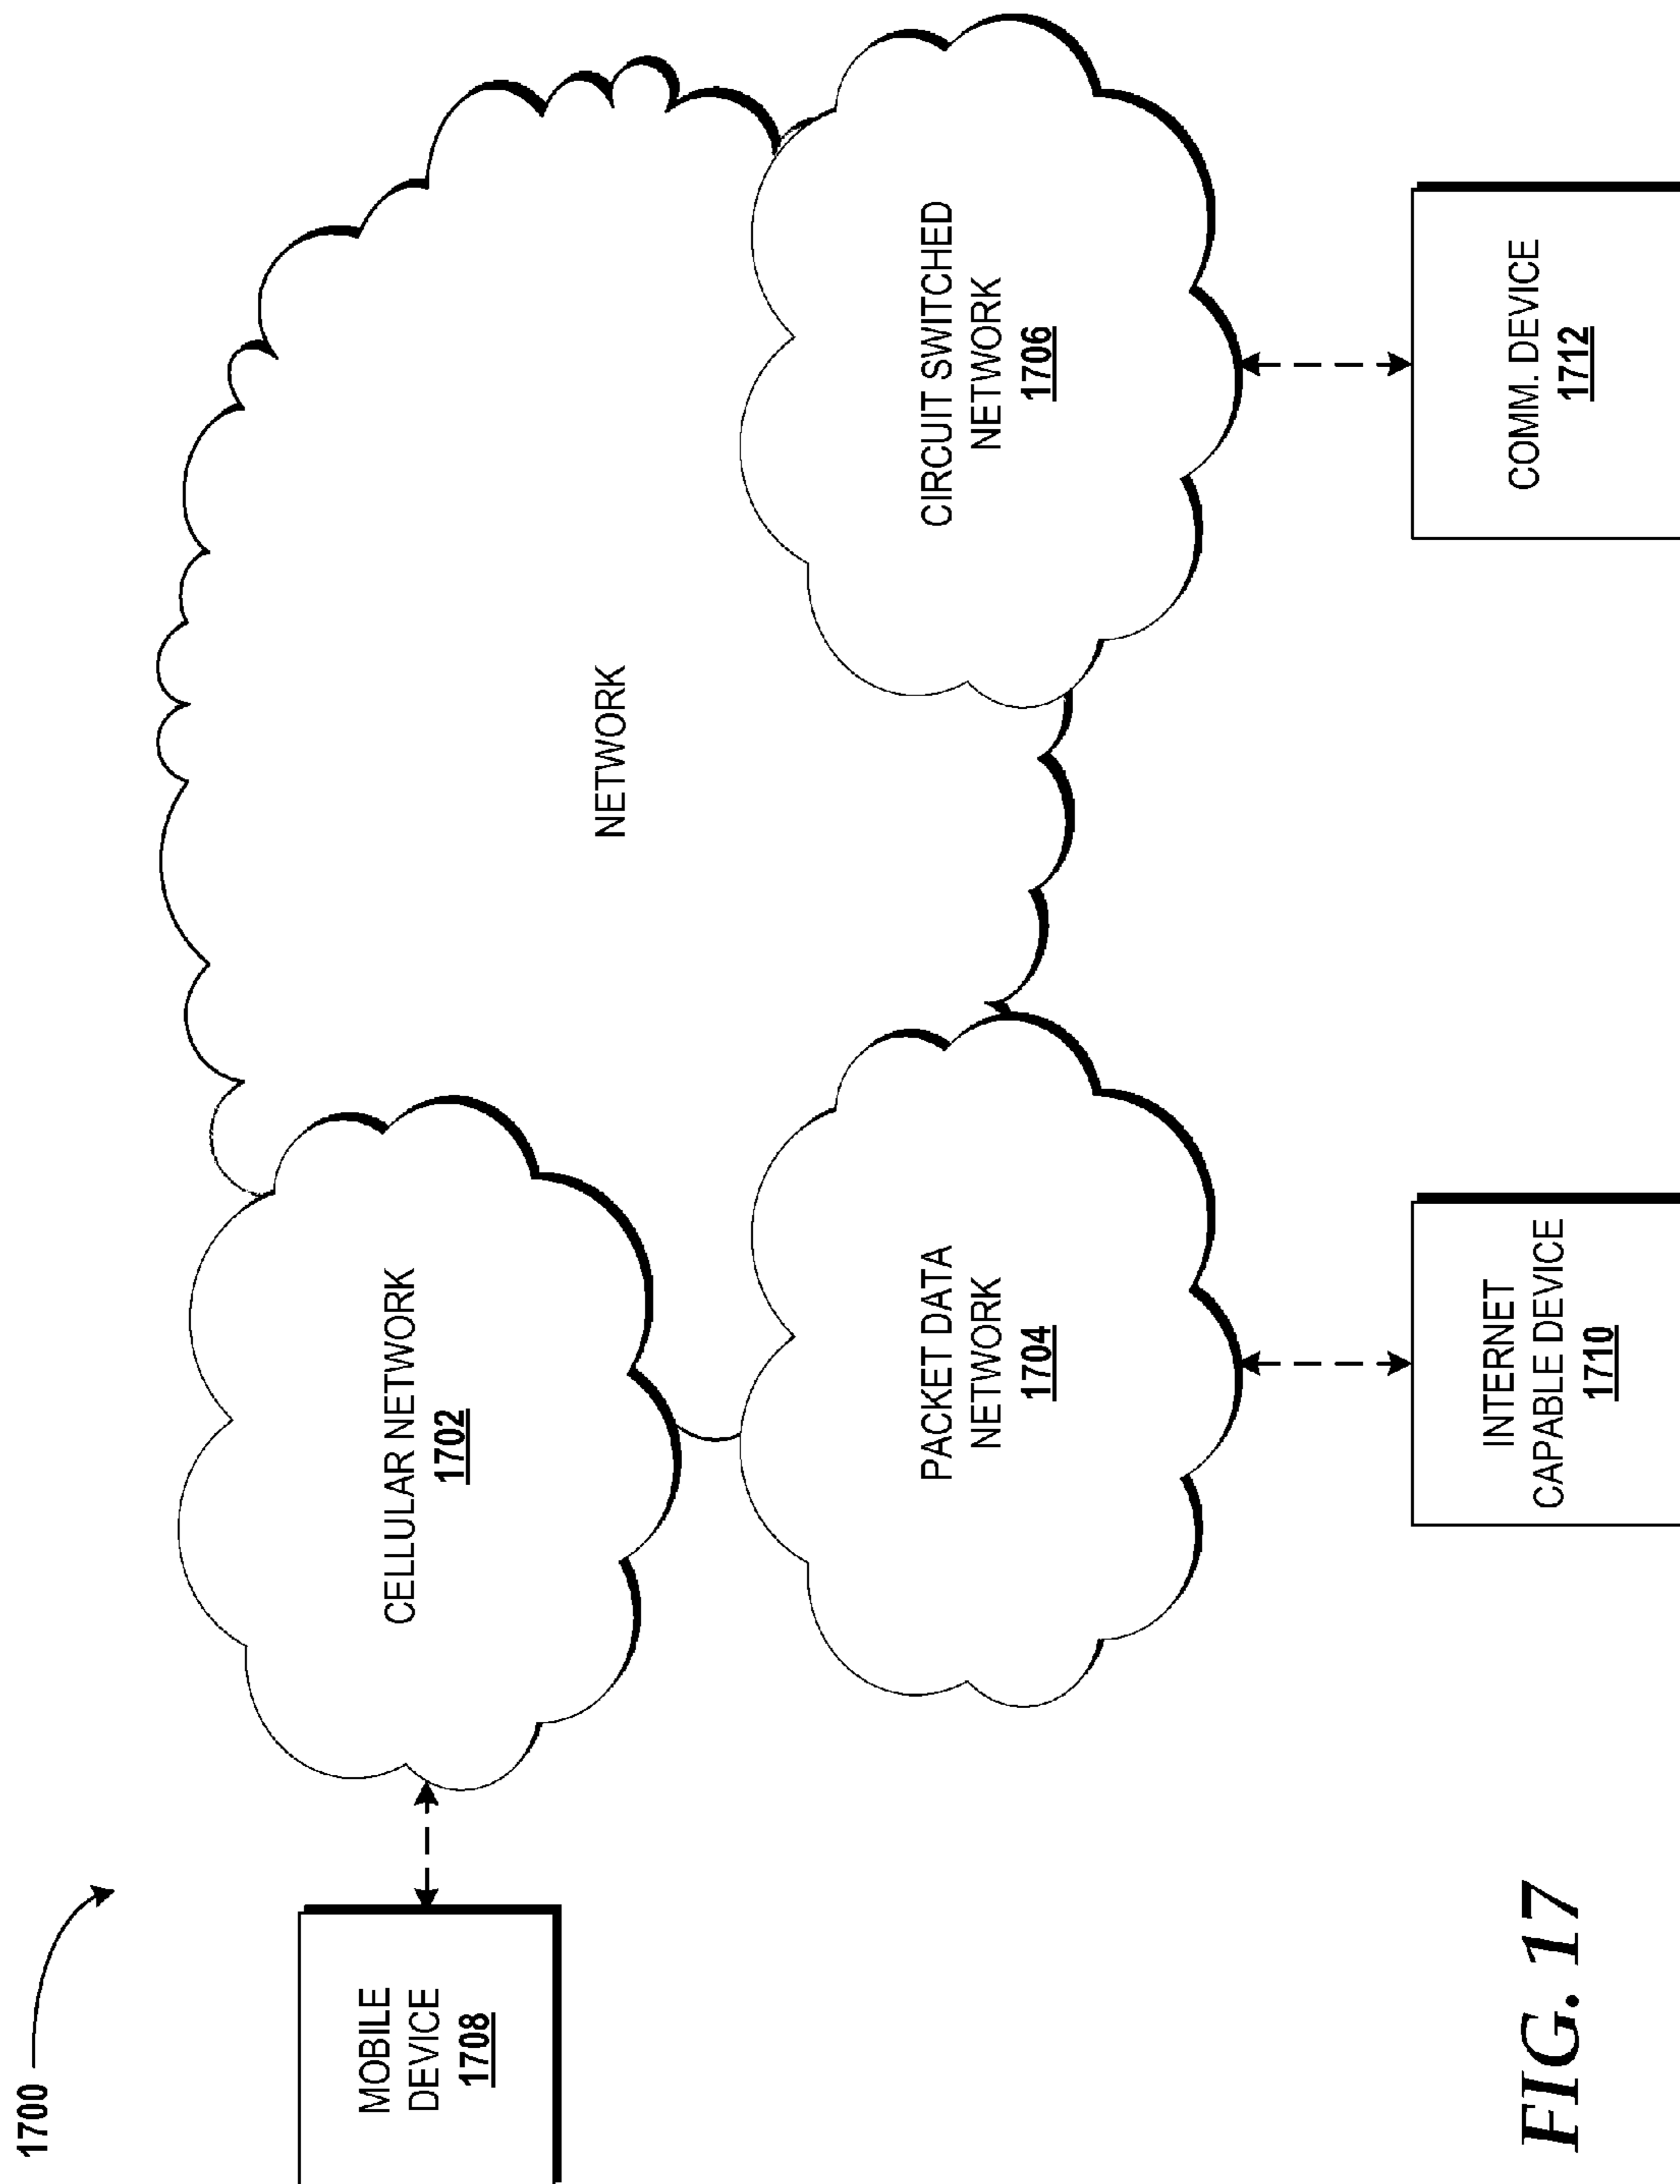 1700
MOBILE
DEVICE
1708
CELLULAR NETWORK
1702
NETWORK
PACKET DATA
NETWORK
1704
CIRCUIT SWITCHED
NETWORK
1706
INTERNET
CAPABLE DEVICE
1710
COMM. DEVICE
1712
FIG. 17